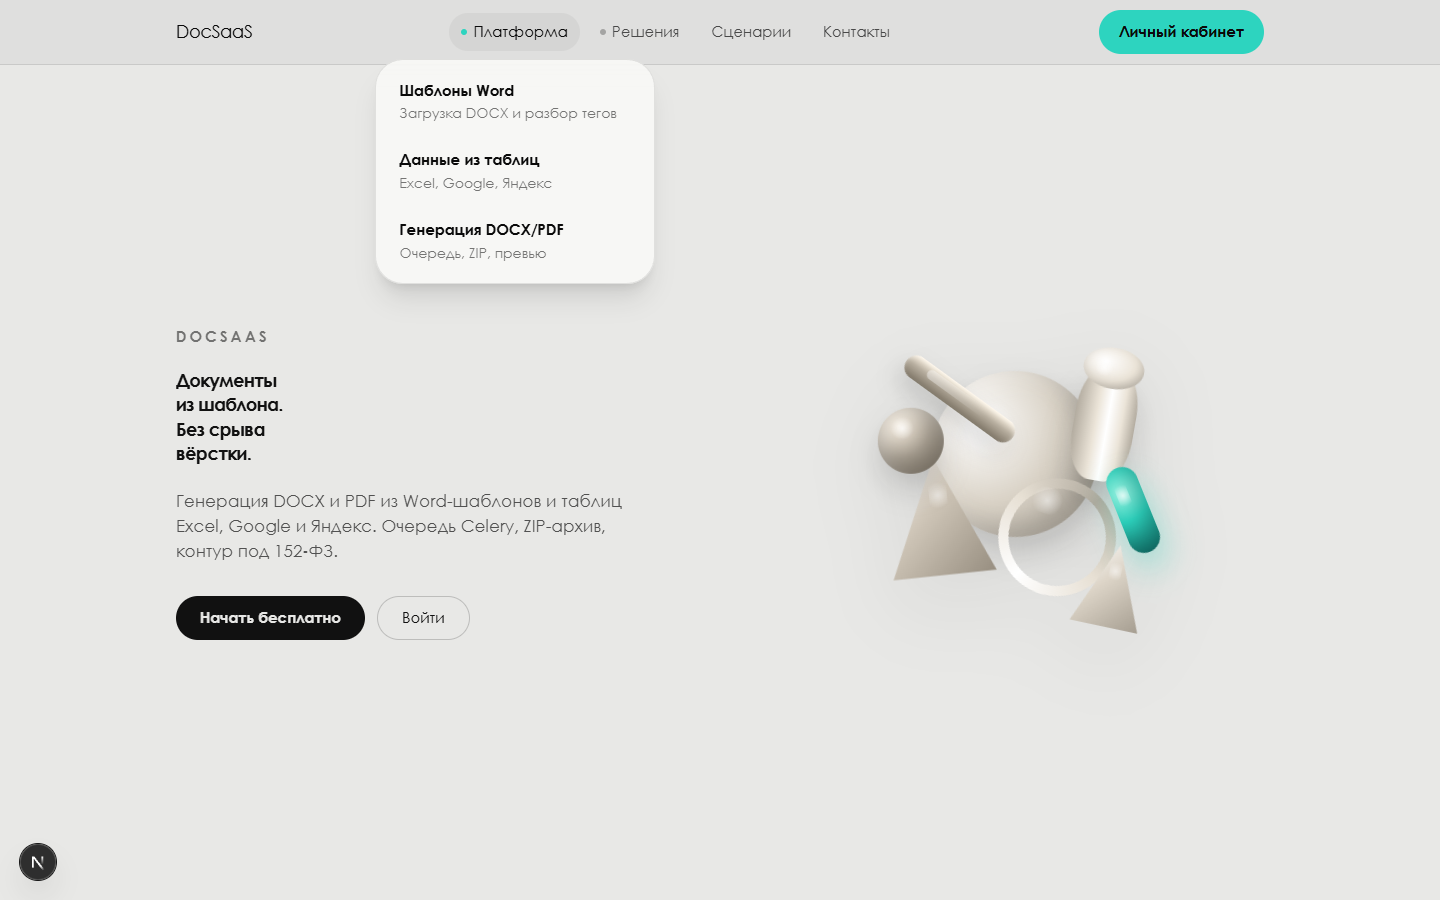 DocSaaS
Платформа
Решения
Сценарии
Контакты
Личный кабинет
Шаблоны Word
Загрузка DOCX и разбор тегов
Данные из таблиц
Excel, Google, Яндекс
Генерация DOCX/PDF
Очередь, ZIP, превью
DOCSAAS
Документы
из шаблона.
Без срыва
вёрстки.
Генерация DOCX и PDF из Word-шаблонов и таблиц
Excel, Google и Яндекс. Очередь Celery, ZIP-архив,
контур под 152-ФЗ.
Начать бесплатно
Войти
N